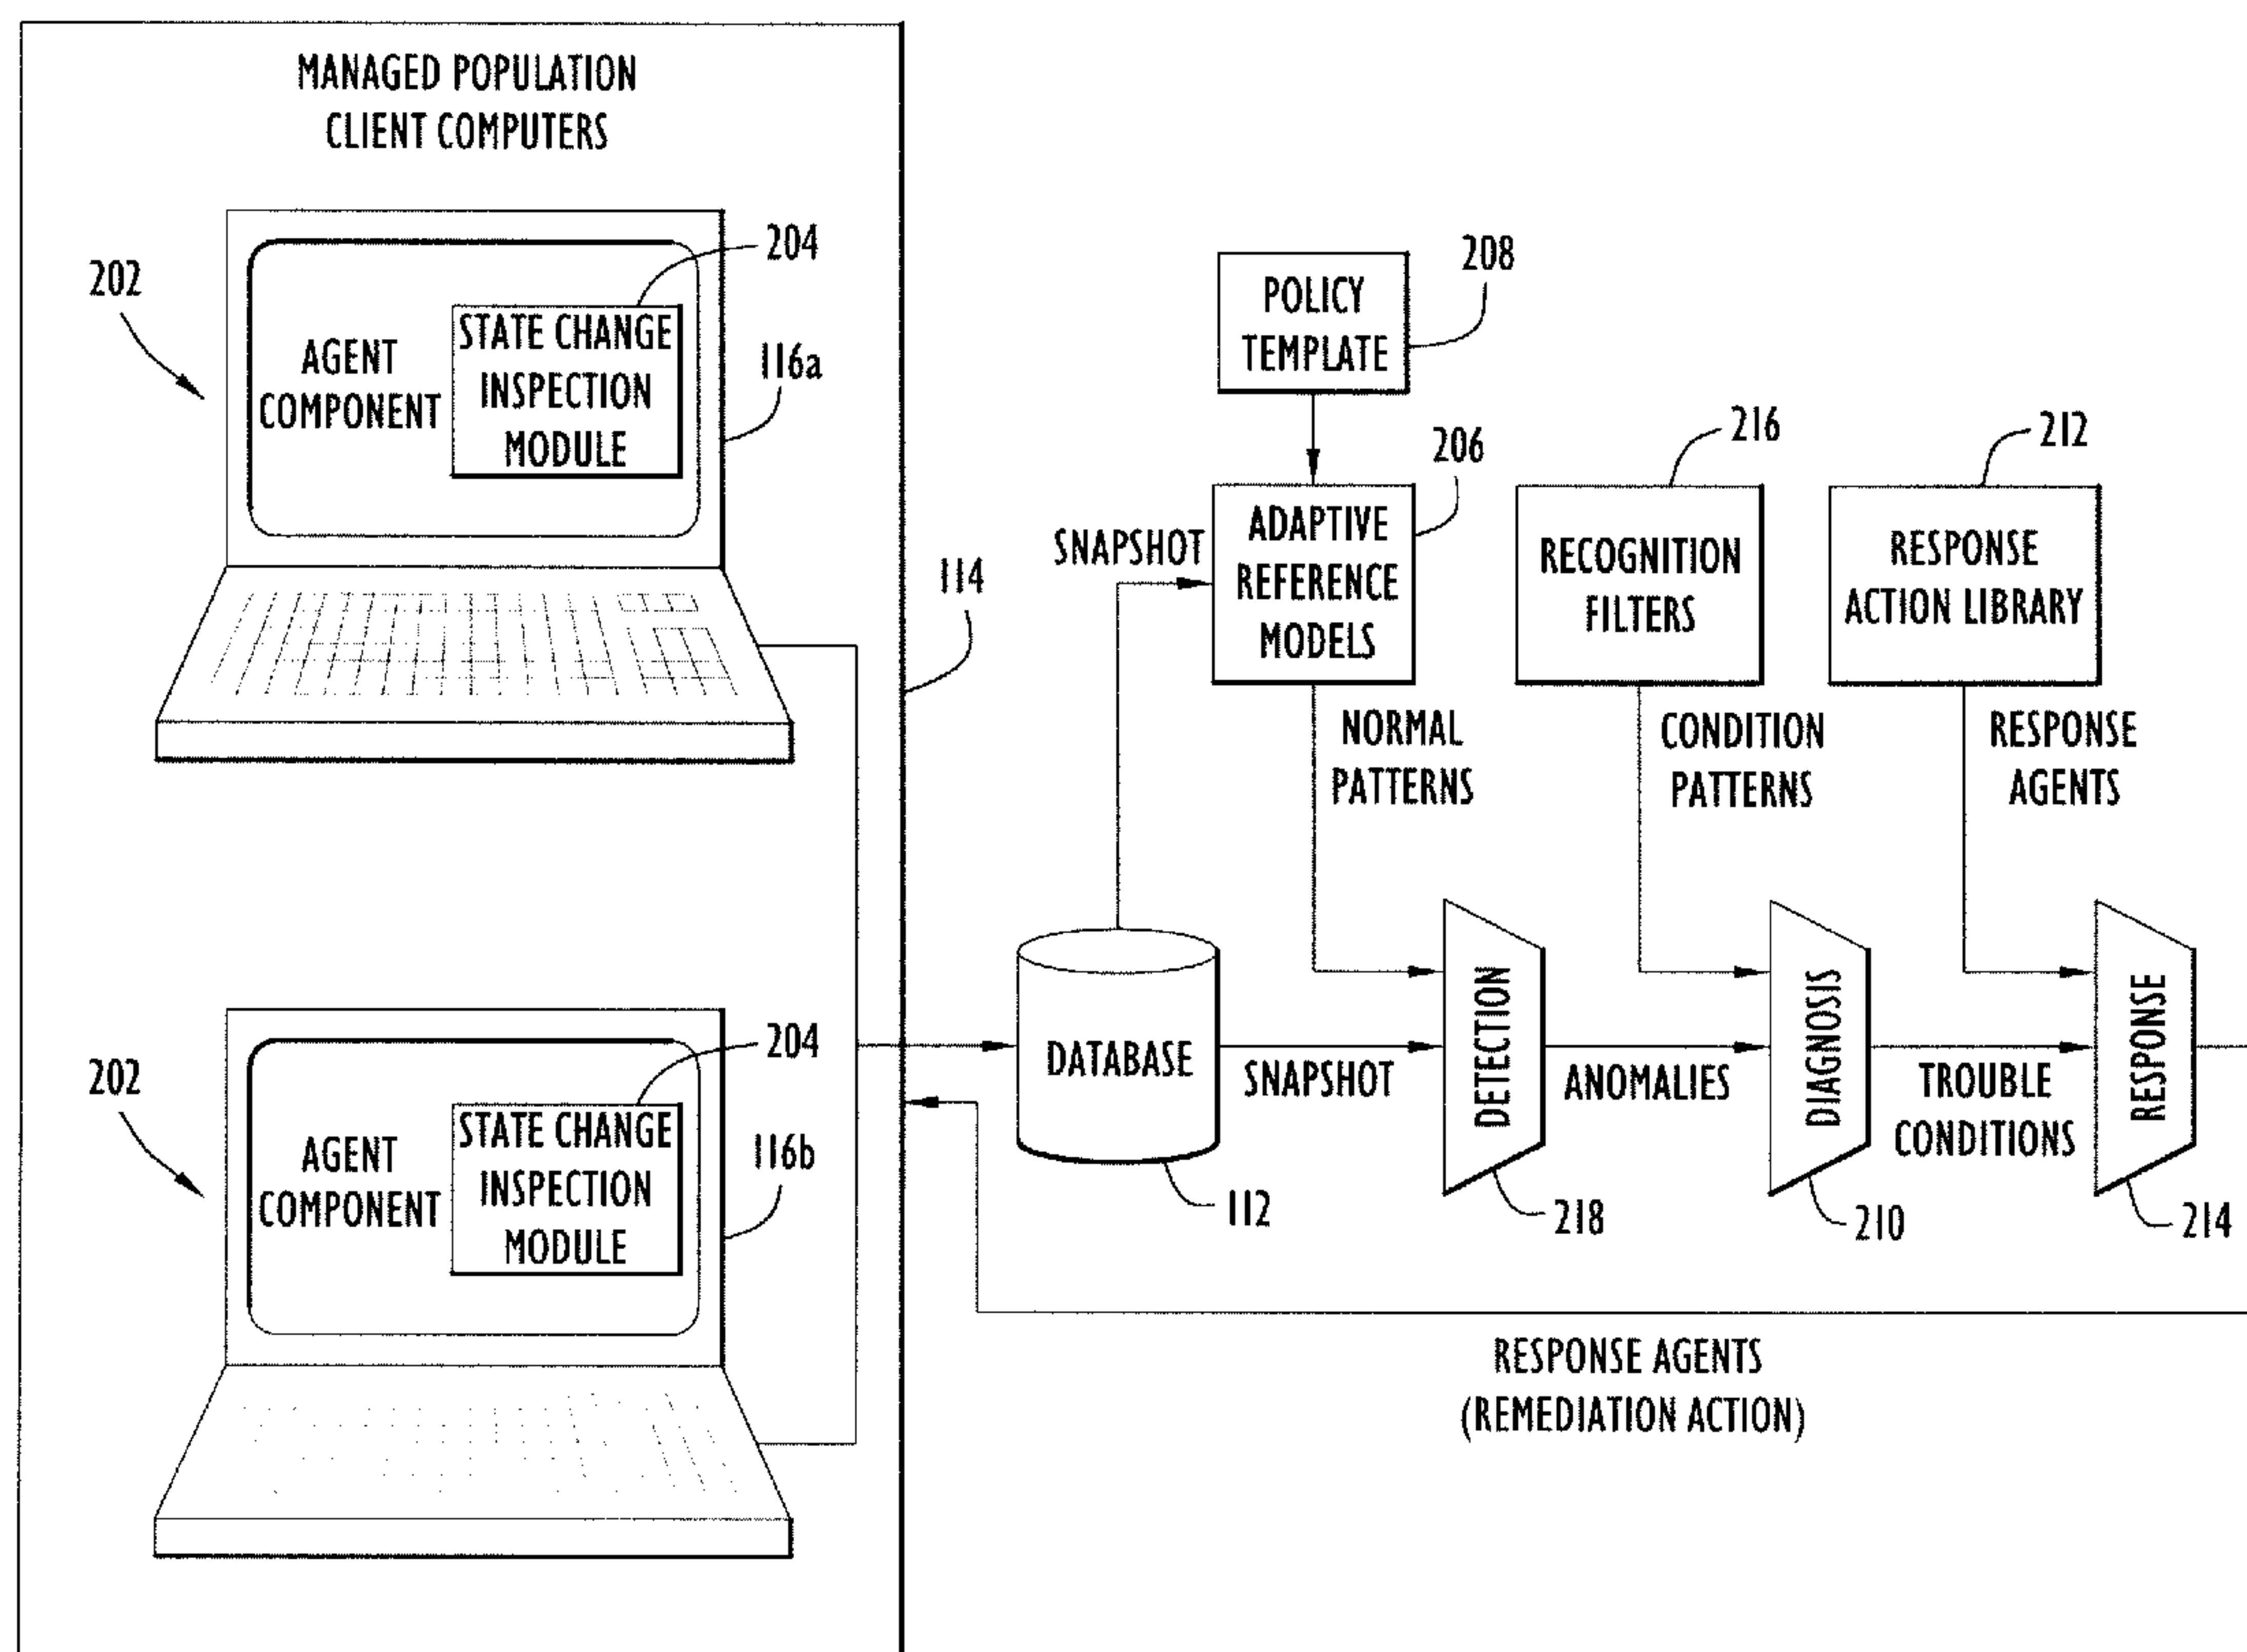 MANAGED POPULATION
CLIENT COMPUTERS
202
204
AGENT
COMPONENT
STATE CHANGE
INSPECTION
MODULE
116a
114
202
204
AGENT
COMPONENT
STATE CHANGE
INSPECTION
MODULE
116b
POLICY
TEMPLATE
208
206
216
212
SNAPSHOT
ADAPTIVE
REFERENCE
MODELS
RECOGNITION
FILTERS
RESPONSE
ACTION LIBRARY
NORMAL
PATTERNS
CONDITION
PATTERNS
RESPONSE
AGENTS
DATABASE
112
SNAPSHOT
DETECTION
218
ANOMALIES
DIAGNOSIS
210
TROUBLE
CONDITIONS
RESPONSE
214
RESPONSE AGENTS
(REMEDIATION ACTION)